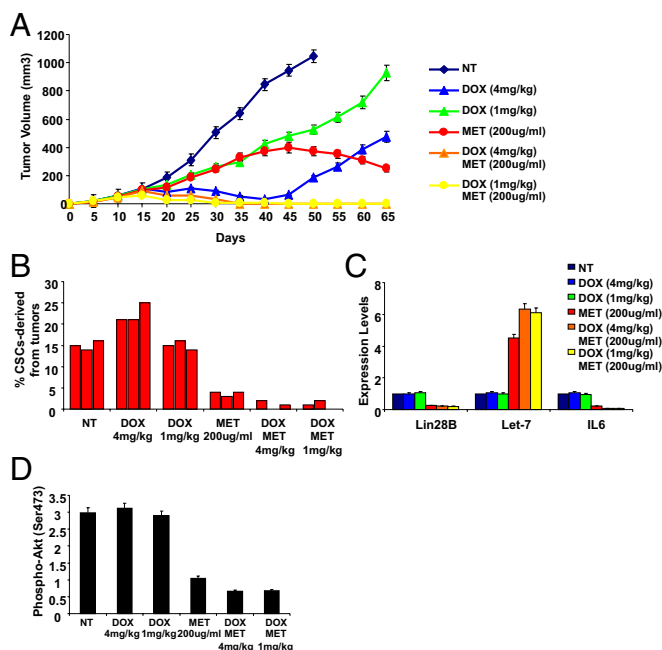 A
Tumor Volume (mm3)
1200
1000
800
600
400
200
0
0 5 10 15 20 25 30 35 40 45 50 55 60 65
Days
NT
DOX (4mg/kg)
DOX (1mg/kg)
MET (200ug/ml)
DOX (4mg/kg)
MET (200ug/ml)
DOX (1mg/kg)
MET (200ug/ml)
B
% CSCs-derived
from tumors
30
25
20
15
10
5
0
NT
DOX
4mg/kg
DOX
1mg/kg
MET
200ug/ml
DOX
MET
4mg/kg
DOX
MET
1mg/kg
C
Expression Levels
8
6
4
2
0
Lin28B
Let-7
IL6
NT
DOX (4mg/kg)
DOX (1mg/kg)
MET (200ug/ml)
DOX (4mg/kg)
MET (200ug/ml)
DOX (1mg/kg)
MET (200ug/ml)
D
Phospho-Akt (Ser473)
3.5
3
2.5
2
1.5
1
0.5
0
NT
DOX
4mg/kg
DOX
1mg/kg
MET
200ug/ml
DOX
MET
4mg/kg
DOX
MET
1mg/kg